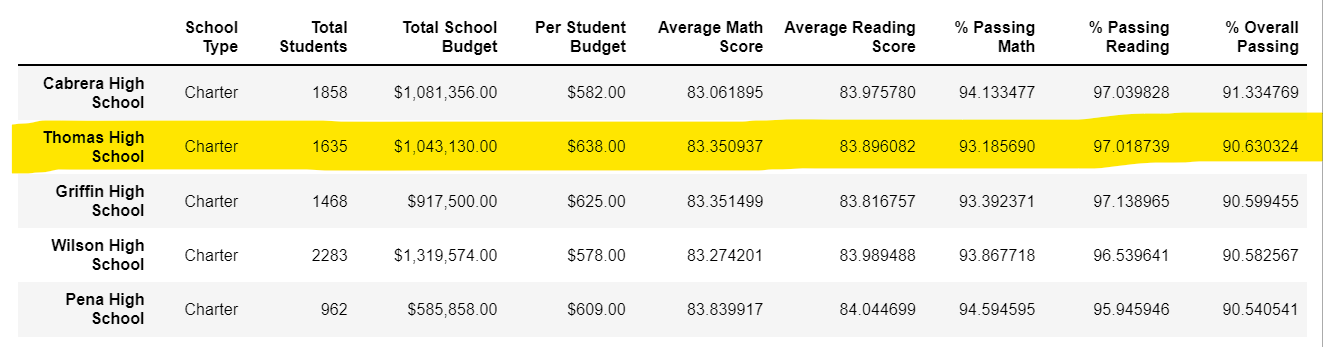 School Type Total Students Total School Budget Per Student Budget Average Math Score Average Reading Score % Passing Math % Passing Reading % Overall Passing
Cabrera High School Charter 1858 $1,081,356.00 $582.00 83.061895 83.975780 94.133477 97.039828 91.334769
Thomas High School Charter 1635 $1,043,130.00 $638.00 83.350937 83.896082 93.185690 97.018739 90.630324
Griffin High School Charter 1468 $917,500.00 $625.00 83.351499 83.816757 93.392371 97.138965 90.599455
Wilson High School Charter 2283 $1,319,574.00 $578.00 83.274201 83.989488 93.867718 96.539641 90.582567
Pena High School Charter 962 $585,858.00 $609.00 83.839917 84.044699 94.594595 95.945946 90.540541